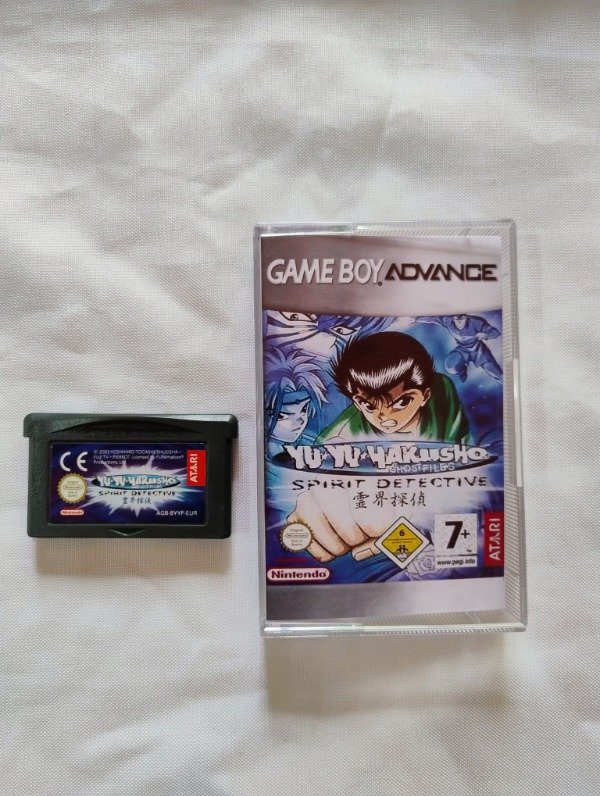 GAME BOY ADVANCE
YU YU HAKUSHO
GHOST FILES
SPIRIT DETECTIVE
霊界探偵
6
7+
www.pegi.info
ATARI
Nintendo
CE
© 2003 YOSHIHIRO TOGASHI/SHUEISHA -
FUJI TV - PIERROT. Licensed by FUNimation®
Productions, Ltd.
YU YU HAKUSHO
SPIRIT DETECTIVE
霊界探偵
Nintendo
AGB-BYYP-EUR
ATARI